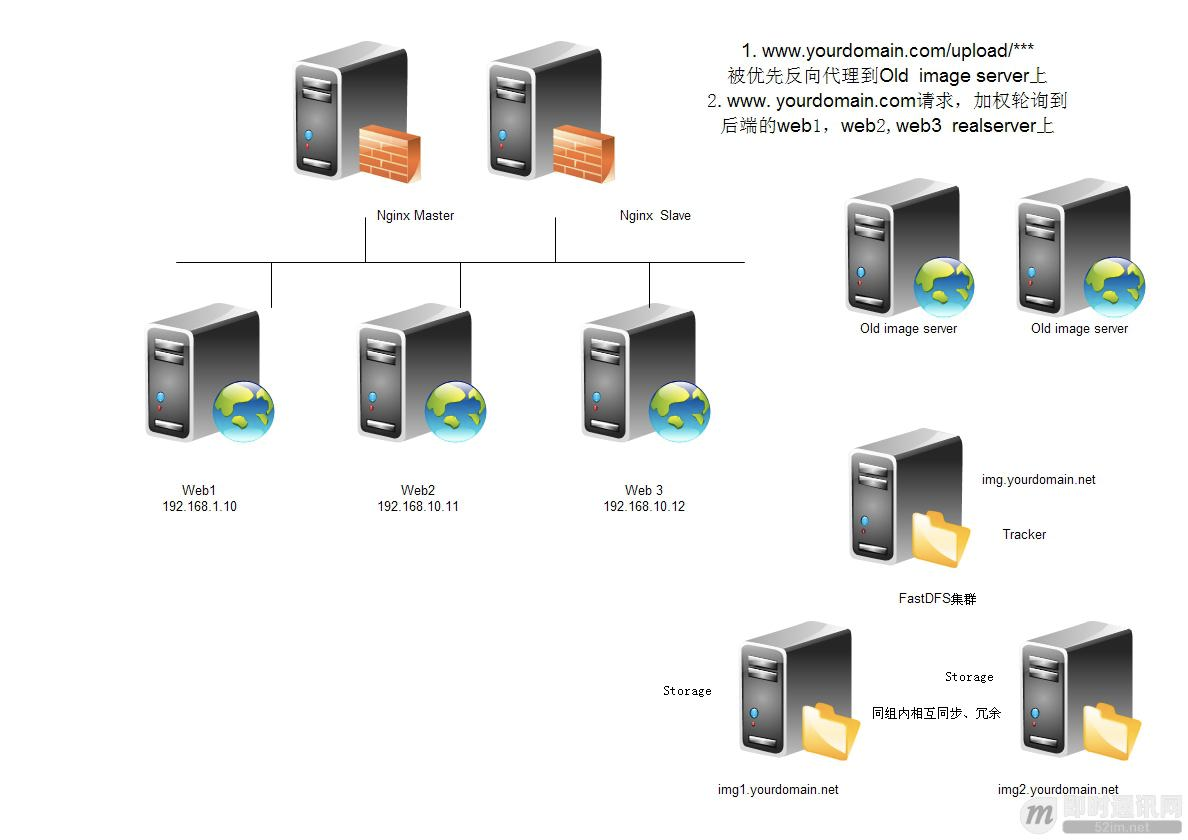 1. www.yourdomain.com/upload/***
被优先反向代理到Old image server上
2. www. yourdomain.com请求，加权轮询到
后端的web1，web2,web3 realserver上
Nginx Master
Nginx Slave
Old image server
Old image server
Web1
192.168.1.10
Web2
192.168.10.11
Web 3
192.168.10.12
img.yourdomain.net
Tracker
FastDFS集群
Storage
Storage
同组内相互同步、冗余
img1.yourdomain.net
img2.yourdomain.net
m 即时通讯网
52im.net